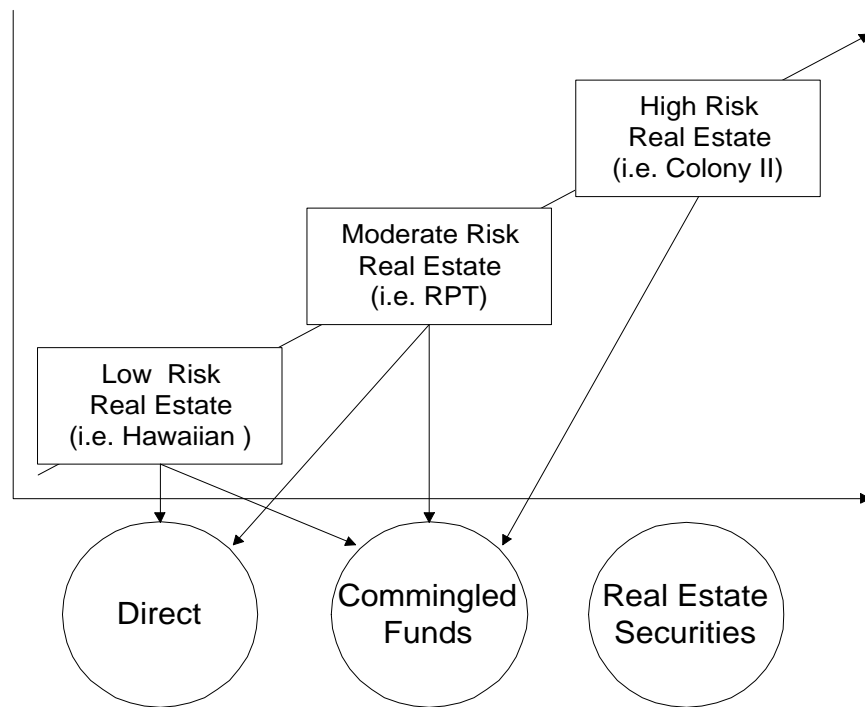 High Risk
Real Estate
(i.e. Colony II)
Moderate Risk
Real Estate
(i.e. RPT)
Low Risk
Real Estate
(i.e. Hawaiian )
Direct
Commingled
Funds
Real Estate
Securities